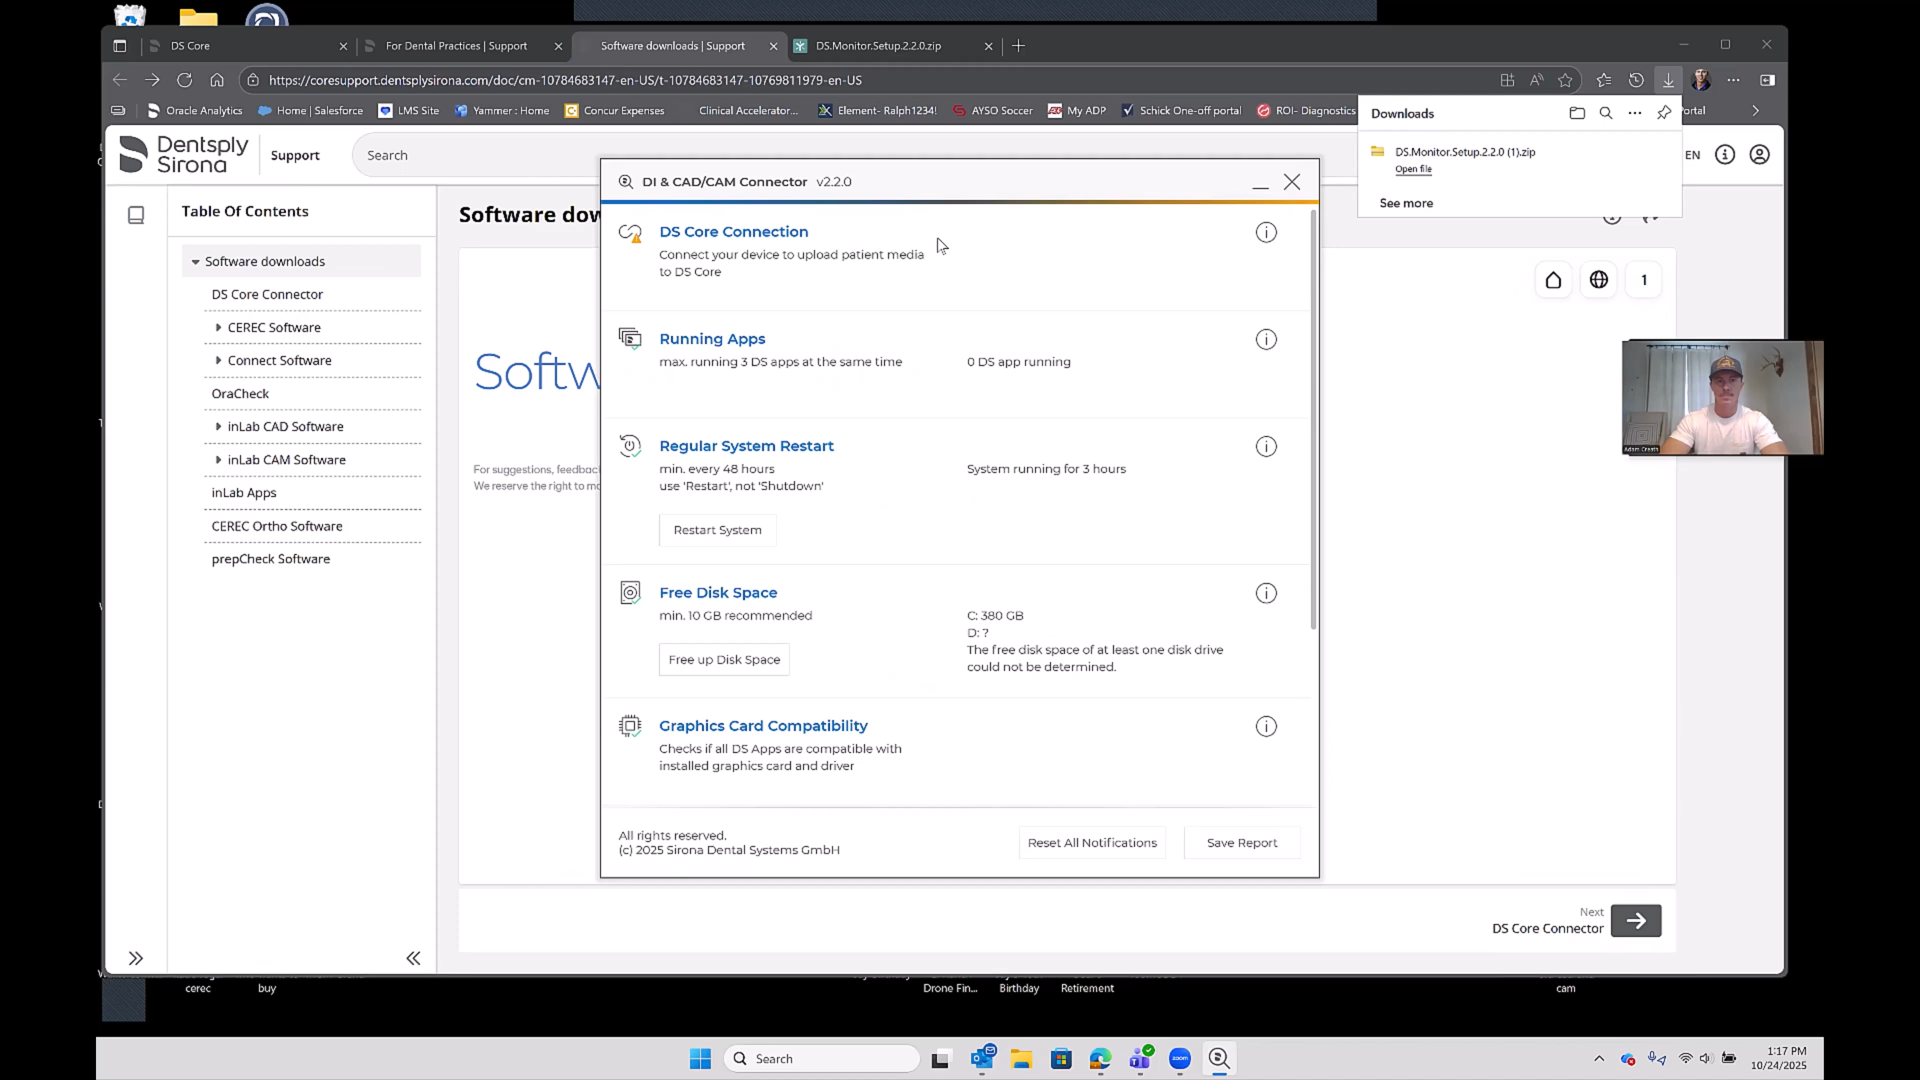 DS Core
For Dental Practices | Support
Software downloads | Support
DS.Monitor.Setup.2.2.0.zip
https://coresupport.dentsplysirona.com/doc/cm-10784683147-en-US/t-10784683147-10769811979-en-US
Oracle Analytics
Home | Salesforce
LMS Site
Yammer : Home
Concur Expenses
Clinical Accelerator...
Element- Ralph1234!
AYSO Soccer
My ADP
Schick One-off portal
ROI- Diagnostics
ortal
Downloads
DS.Monitor.Setup.2.2.0 (1).zip
Open file
See more
Dentsply
Sirona
Support
Search
EN
Table Of Contents
Software downloads
DS Core Connector
CEREC Software
Connect Software
OraCheck
inLab CAD Software
inLab CAM Software
inLab Apps
CEREC Ortho Software
prepCheck Software
Software dow
1
Softw
For suggestions, feedbac
We reserve the right to m
DI & CAD/CAM Connector v2.2.0
DS Core Connection
Connect your device to upload patient media
to DS Core
Running Apps
max. running 3 DS apps at the same time
0 DS app running
Regular System Restart
min. every 48 hours
use 'Restart', not 'Shutdown'
System running for 3 hours
Restart System
Free Disk Space
min. 10 GB recommended
C: 380 GB
D: ?
The free disk space of at least one disk drive
could not be determined.
Free up Disk Space
Graphics Card Compatibility
Checks if all DS Apps are compatible with
installed graphics card and driver
All rights reserved.
(c) 2025 Sirona Dental Systems GmbH
Reset All Notifications
Save Report
Next
DS Core Connector
Adam Creath
cerec
buy
Drone Fin...
Birthday
Retirement
cam
Search
1:17 PM
10/24/2025